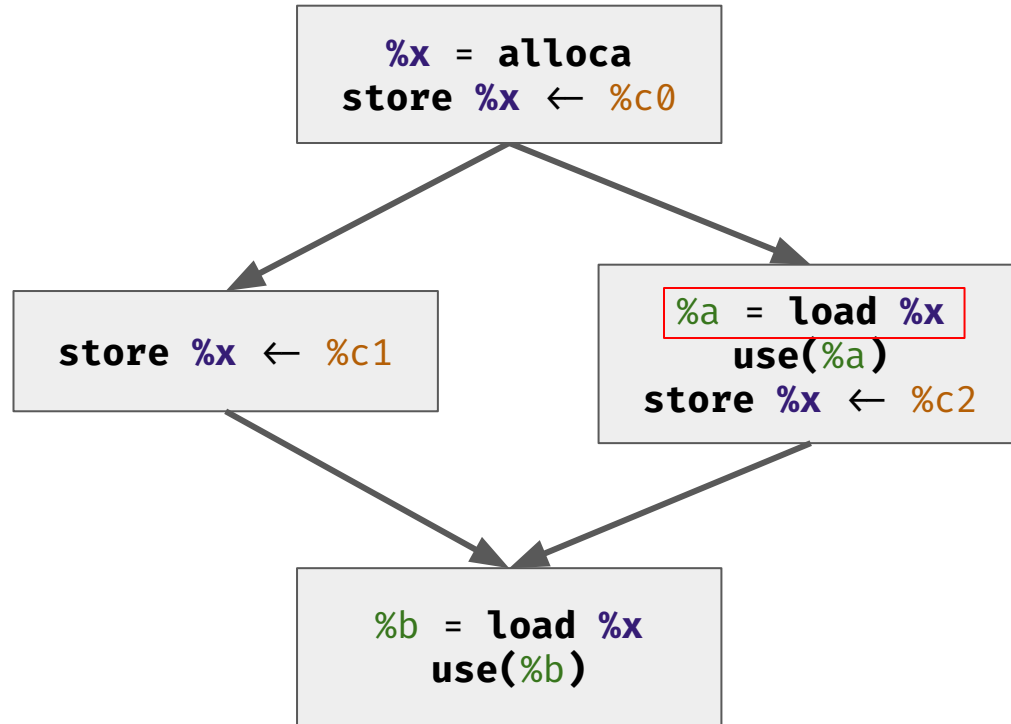 %x = alloca
store %x ← %c0
store %x ← %c1
%a = load %x
use(%a)
store %x ← %c2
%b = load %x
use(%b)